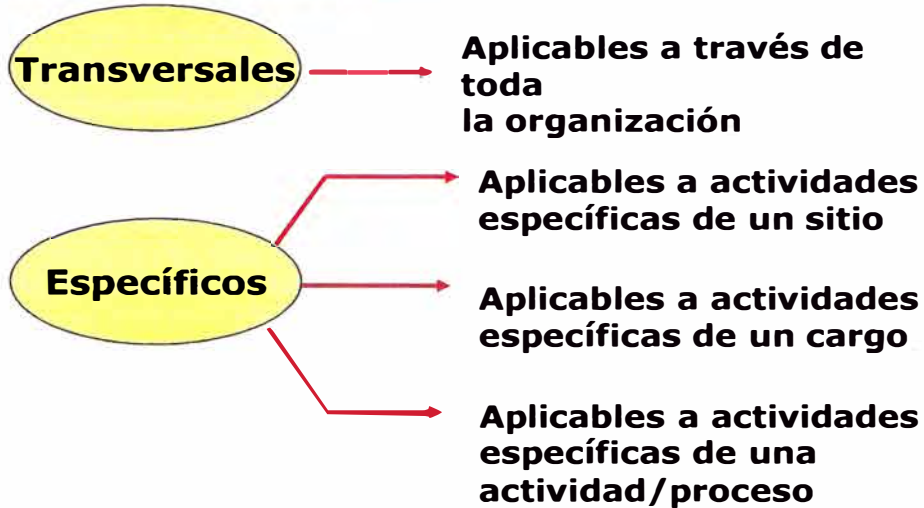 Transversales
Aplicables a través de
toda
la organización
Específicos
Aplicables a actividades
específicas de un sitio
Aplicables a actividades
específicas de un cargo
Aplicables a actividades
específicas de una
actividad/proceso